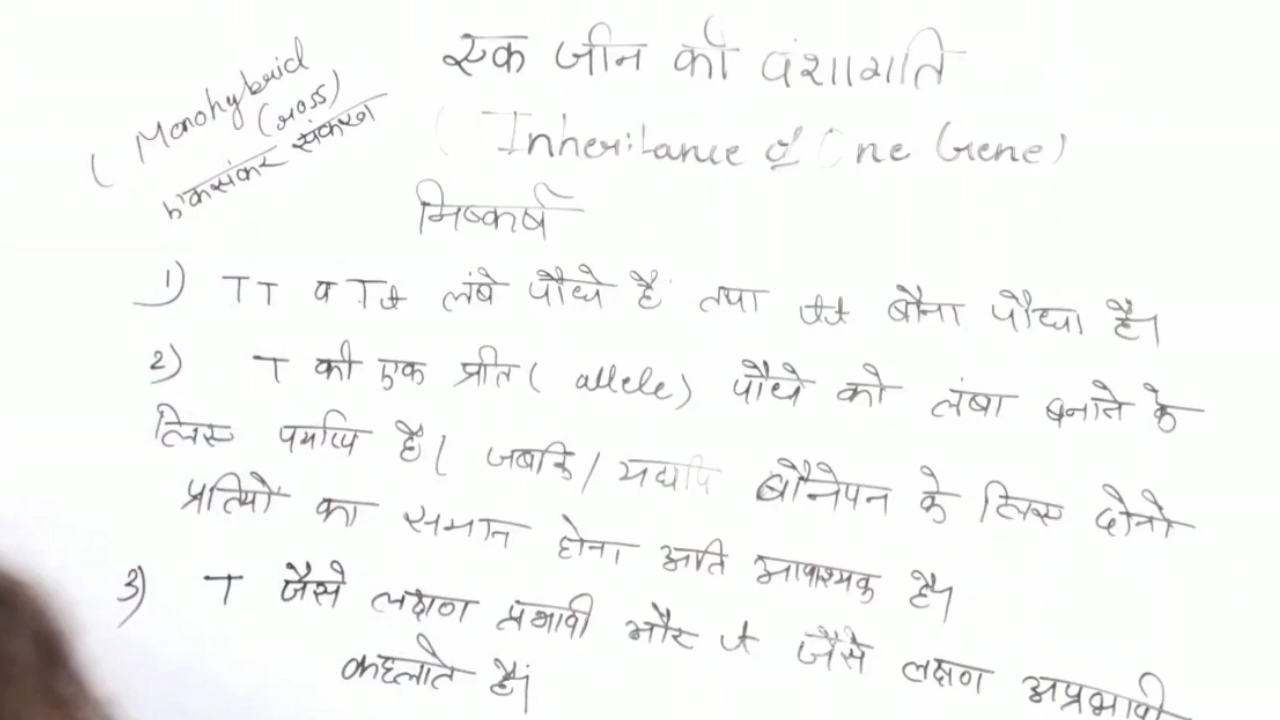 एक जीन की वंशागति
(Monohybrid
Cross)
एकसंकर संकरण
(Inheritance of One Gene)
निष्कर्ष
1) TT व Tt लंबे पौधे हैं तथा tt बौना पौधा है।
2) T की एक प्रति (allele) पौधे को लंबा बनाने के
लिए पर्याप्त है। जबकि / यद्यपि बौनेपन के लिए दोनो
प्रतियों का समान होना अति आवश्यक है।
3) T जैसे लक्षण प्रभावी और t जैसे लक्षण अप्रभावी
कहलाते हैं।